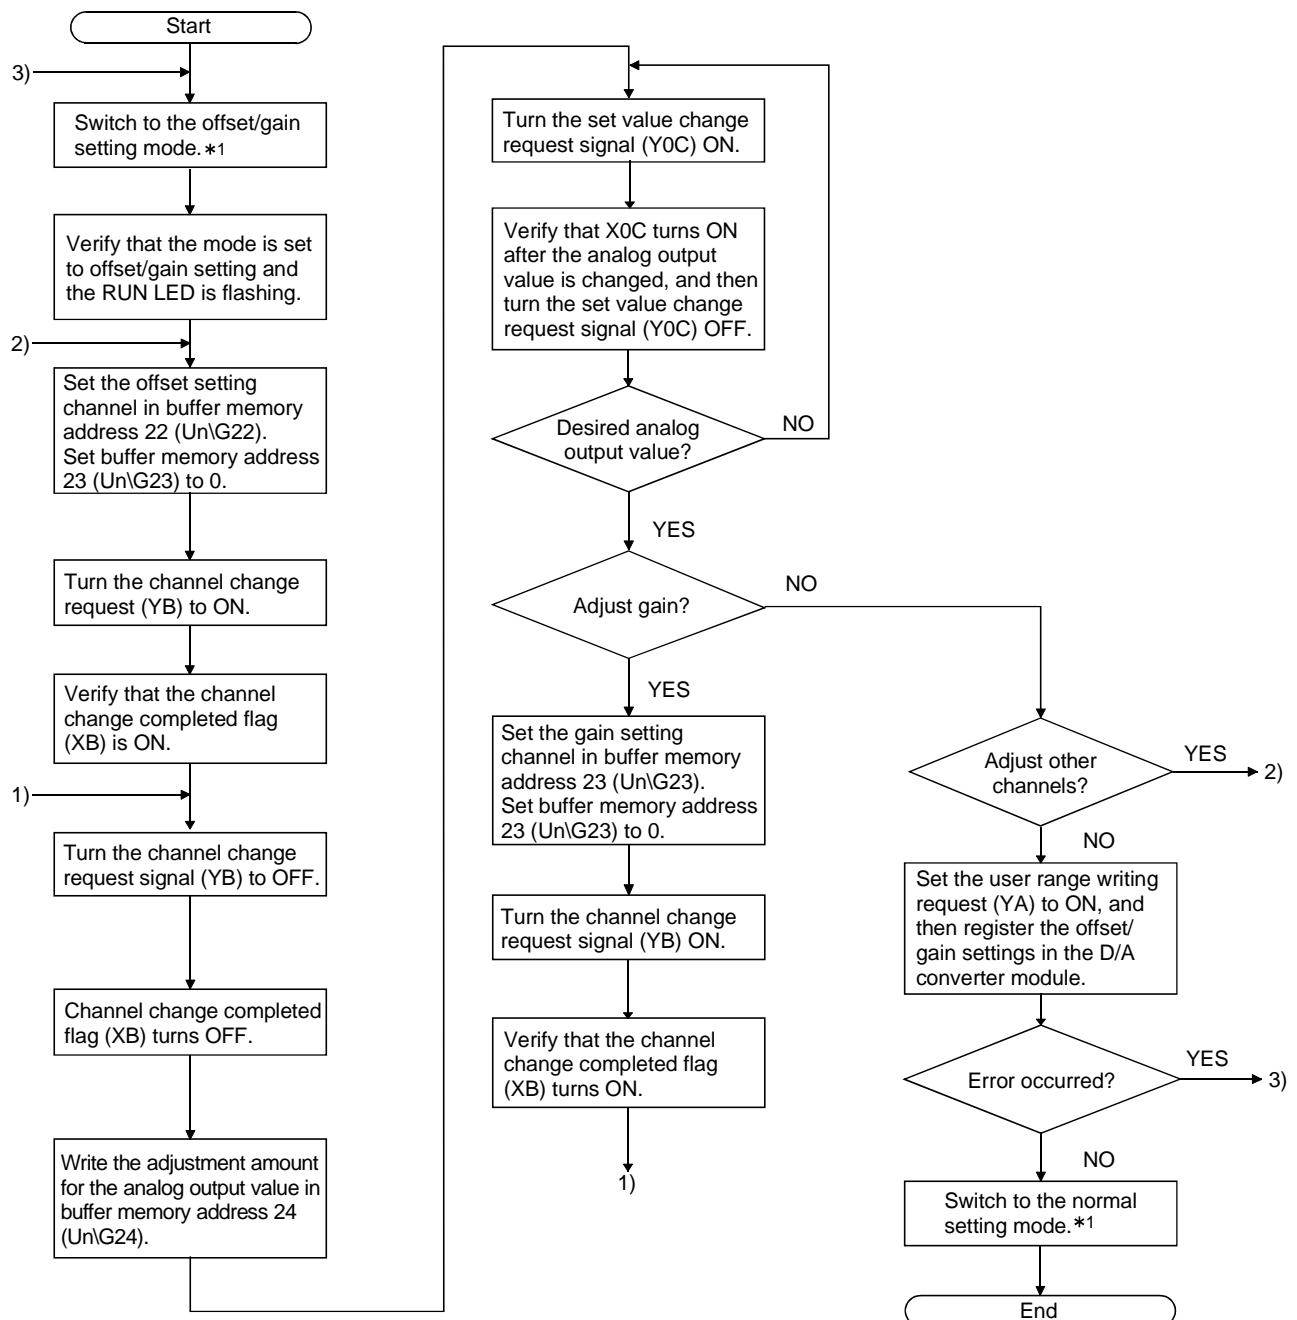 Start
3)
Switch to the offset/gain
setting mode.*1
Verify that the mode is set
to offset/gain setting and
the RUN LED is flashing.
2)
Set the offset setting
channel in buffer memory
address 22 (Un\G22).
Set buffer memory address
23 (Un\G23) to 0.
Turn the channel change
request (YB) to ON.
Verify that the channel
change completed flag
(XB) is ON.
1)
Turn the channel change
request signal (YB) to OFF.
Channel change completed
flag (XB) turns OFF.
Write the adjustment amount
for the analog output value in
buffer memory address 24
(Un\G24).
Turn the set value change
request signal (Y0C) ON.
Verify that X0C turns ON
after the analog output
value is changed, and then
turn the set value change
request signal (Y0C) OFF.
Desired analog
output value?
NO
YES
Adjust gain?
NO
YES
Set the gain setting
channel in buffer memory
address 23 (Un\G23).
Set buffer memory address
23 (Un\G23) to 0.
Turn the channel change
request signal (YB) ON.
Verify that the channel
change completed flag
(XB) turns ON.
1)
Adjust other
channels?
YES
2)
NO
Set the user range writing
request (YA) to ON, and
then register the offset/
gain settings in the D/A
converter module.
Error occurred?
YES
3)
NO
Switch to the normal
setting mode.*1
End